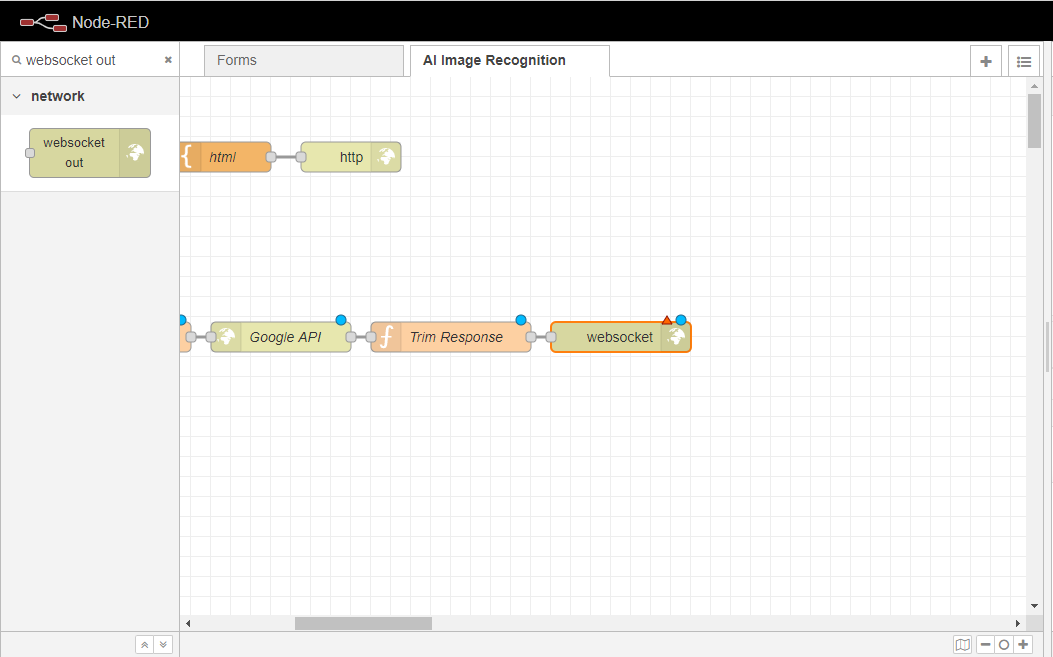 Node-RED
websocket out
Forms
AI Image Recognition
network
websocket
out
html
http
Google API
Trim Response
websocket